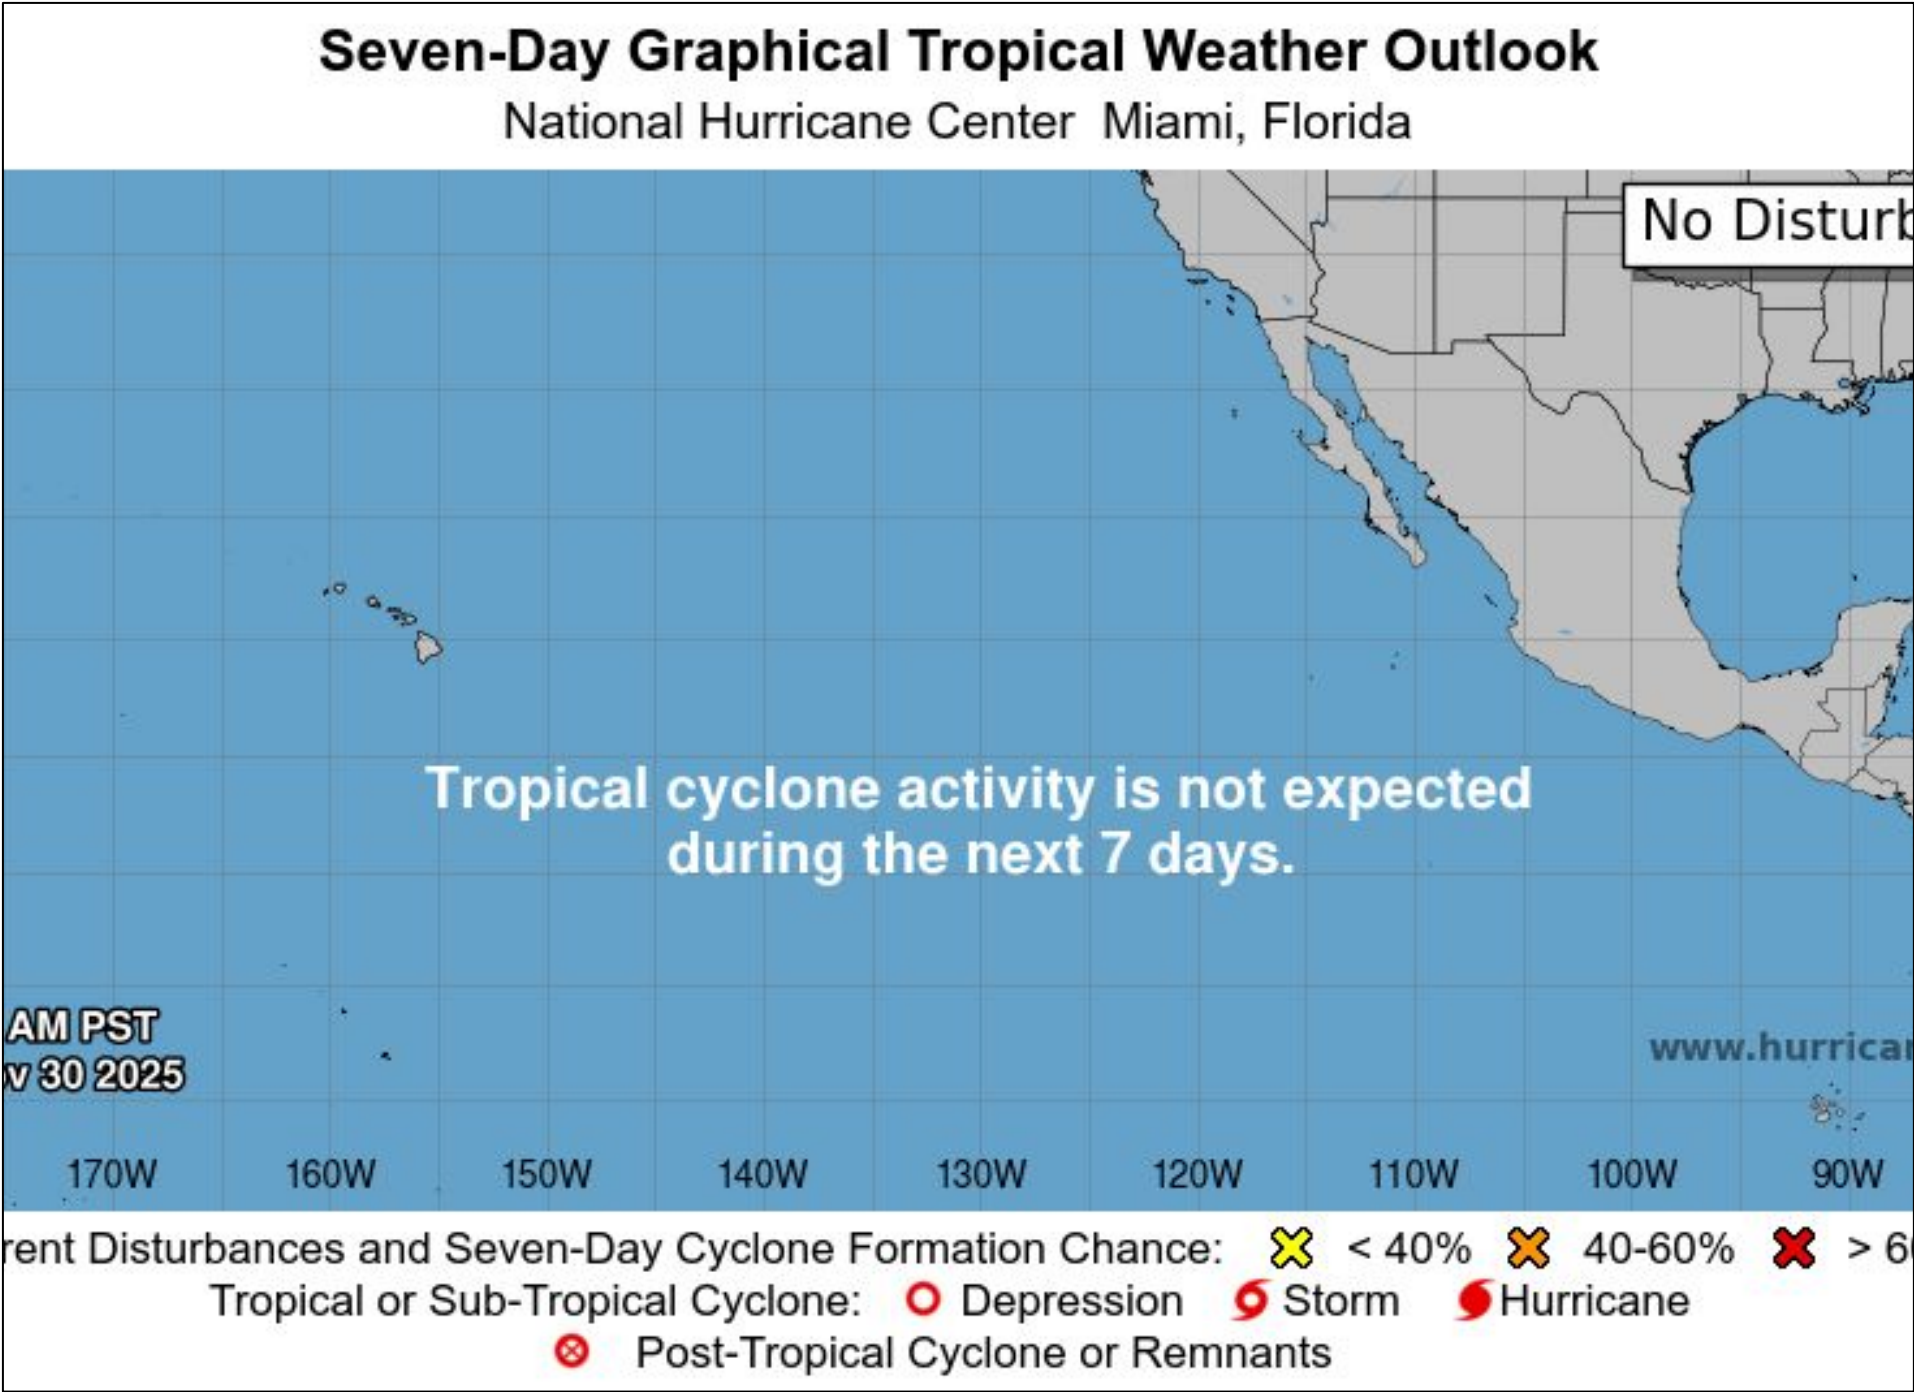 Seven-Day Graphical Tropical Weather Outlook
National Hurricane Center Miami, Florida
No Disturb
Tropical cyclone activity is not expected
during the next 7 days.
AM PST
ov 30 2025
www.hurrican
170W 160W 150W 140W 130W 120W 110W 100W 90W
rent Disturbances and Seven-Day Cyclone Formation Chance: < 40% 40-60% > 60
Tropical or Sub-Tropical Cyclone: Depression Storm Hurricane
Post-Tropical Cyclone or Remnants